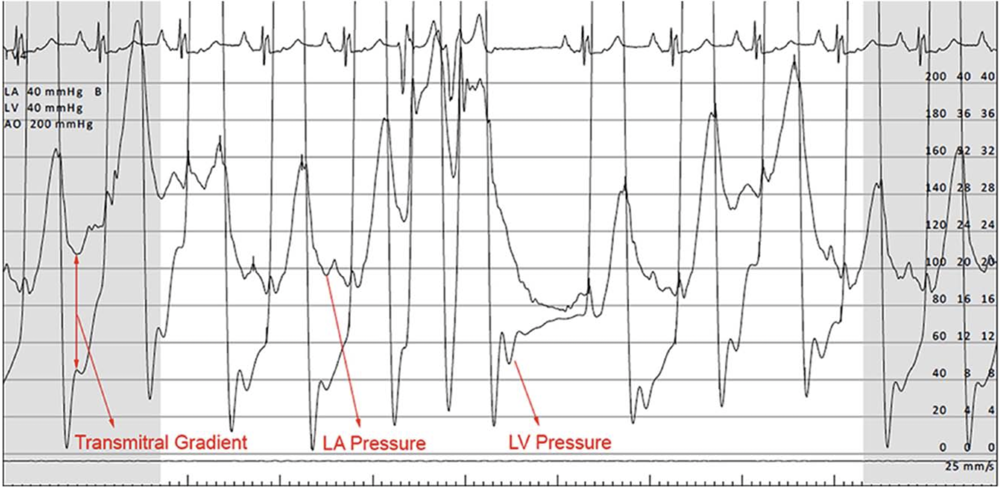 V4
LA 40 mmHg B
LV 40 mmHg
AO 200 mmHg
200 40 40
180 36 36
160 32 32
140 28 28
120 24 24
100 20 20
80 16 16
60 12 12
40 8 8
20 4 4
0 0 0
Transmitral Gradient
LA Pressure
LV Pressure
25 mm/s